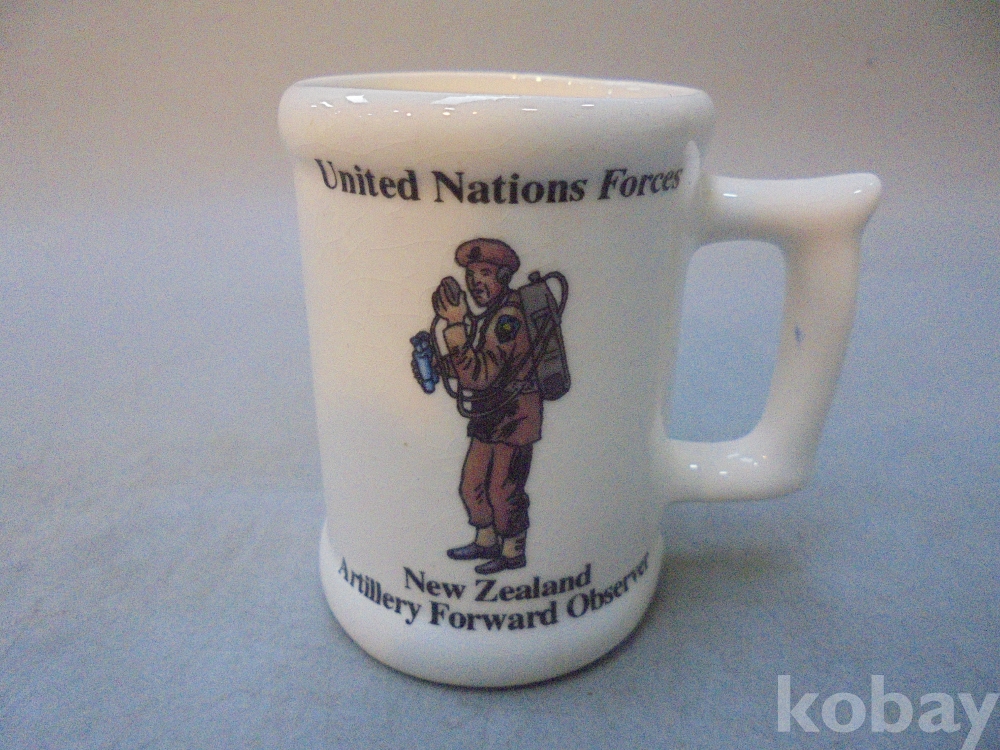 United Nations Forces
New Zealand
Artillery Forward Observer
kobay